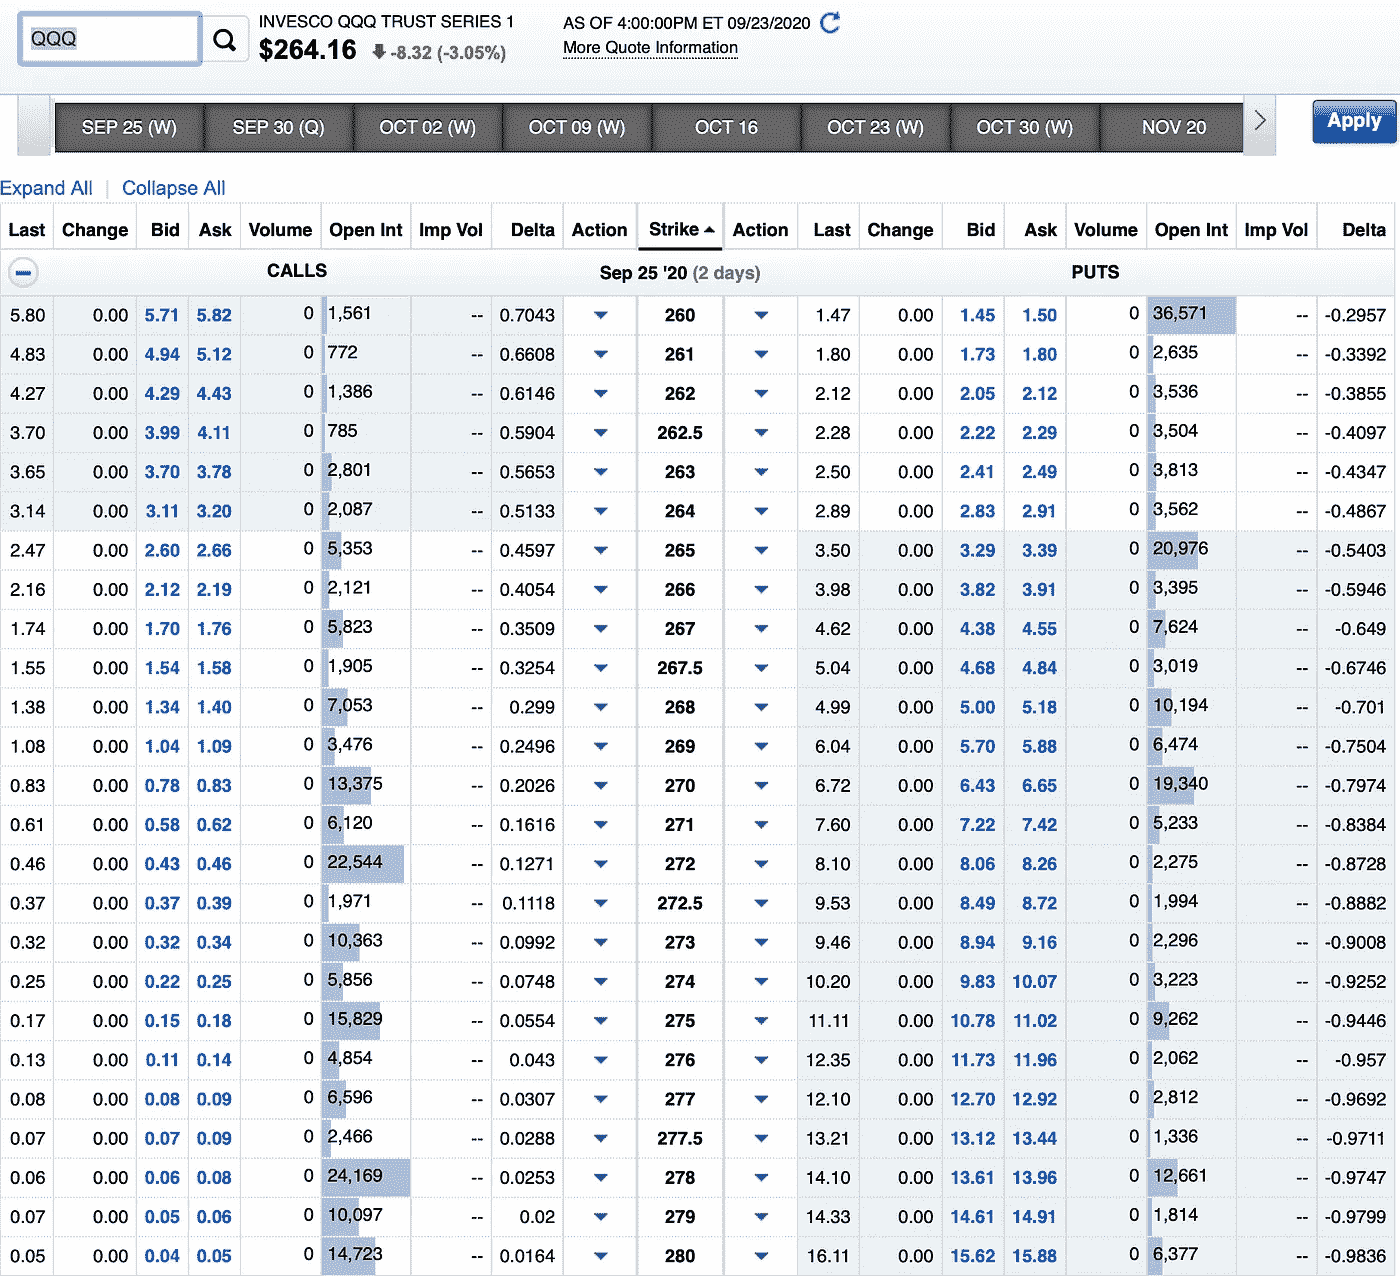 QQQ
INVESCO QQQ TRUST SERIES 1
$264.16 -8.32 (-3.05%)
AS OF 4:00:00PM ET 09/23/2020
More Quote Information
SEP 25 (W) SEP 30 (Q) OCT 02 (W) OCT 09 (W) OCT 16 OCT 23 (W) OCT 30 (W) NOV 20
Apply
Expand All | Collapse All
Last Change Bid Ask Volume Open Int Imp Vol Delta Action Strike Action Last Change Bid Ask Volume Open Int Imp Vol Delta
CALLS Sep 25 '20 (2 days) PUTS
5.80 0.00 5.71 5.82 0 1,561 -- 0.7043 260 1.47 0.00 1.45 1.50 0 36,571 -- -0.2957
4.83 0.00 4.94 5.12 0 772 -- 0.6608 261 1.80 0.00 1.73 1.80 0 2,635 -- -0.3392
4.27 0.00 4.29 4.43 0 1,386 -- 0.6146 262 2.12 0.00 2.05 2.12 0 3,536 -- -0.3855
3.70 0.00 3.99 4.11 0 785 -- 0.5904 262.5 2.28 0.00 2.22 2.29 0 3,504 -- -0.4097
3.65 0.00 3.70 3.78 0 2,801 -- 0.5653 263 2.50 0.00 2.41 2.49 0 3,813 -- -0.4347
3.14 0.00 3.11 3.20 0 2,087 -- 0.5133 264 2.89 0.00 2.83 2.91 0 3,562 -- -0.4867
2.47 0.00 2.60 2.66 0 5,353 -- 0.4597 265 3.50 0.00 3.29 3.39 0 20,976 -- -0.5403
2.16 0.00 2.12 2.19 0 2,121 -- 0.4054 266 3.98 0.00 3.82 3.91 0 3,395 -- -0.5946
1.74 0.00 1.70 1.76 0 5,823 -- 0.3509 267 4.62 0.00 4.38 4.55 0 7,624 -- -0.649
1.55 0.00 1.54 1.58 0 1,905 -- 0.3254 267.5 5.04 0.00 4.68 4.84 0 3,019 -- -0.6746
1.38 0.00 1.34 1.40 0 7,053 -- 0.299 268 4.99 0.00 5.00 5.18 0 10,194 -- -0.701
1.08 0.00 1.04 1.09 0 3,476 -- 0.2496 269 6.04 0.00 5.70 5.88 0 6,474 -- -0.7504
0.83 0.00 0.78 0.83 0 13,375 -- 0.2026 270 6.72 0.00 6.43 6.65 0 19,340 -- -0.7974
0.61 0.00 0.58 0.62 0 6,120 -- 0.1616 271 7.60 0.00 7.22 7.42 0 5,233 -- -0.8384
0.46 0.00 0.43 0.46 0 22,544 -- 0.1271 272 8.10 0.00 8.06 8.26 0 2,275 -- -0.8728
0.37 0.00 0.37 0.39 0 1,971 -- 0.1118 272.5 9.53 0.00 8.49 8.72 0 1,994 -- -0.8882
0.32 0.00 0.32 0.34 0 10,363 -- 0.0992 273 9.46 0.00 8.94 9.16 0 2,296 -- -0.9008
0.25 0.00 0.22 0.25 0 5,856 -- 0.0748 274 10.20 0.00 9.83 10.07 0 3,223 -- -0.9252
0.17 0.00 0.15 0.18 0 15,829 -- 0.0554 275 11.11 0.00 10.78 11.02 0 9,262 -- -0.9446
0.13 0.00 0.11 0.14 0 4,854 -- 0.043 276 12.35 0.00 11.73 11.96 0 2,062 -- -0.957
0.08 0.00 0.08 0.09 0 6,596 -- 0.0307 277 12.10 0.00 12.70 12.92 0 2,812 -- -0.9692
0.07 0.00 0.07 0.09 0 2,466 -- 0.0288 277.5 13.21 0.00 13.12 13.44 0 1,336 -- -0.9711
0.06 0.00 0.06 0.08 0 24,169 -- 0.0253 278 14.10 0.00 13.61 13.96 0 12,661 -- -0.9747
0.07 0.00 0.05 0.06 0 10,097 -- 0.02 279 14.33 0.00 14.61 14.91 0 1,814 -- -0.9799
0.05 0.00 0.04 0.05 0 14,723 -- 0.0164 280 16.11 0.00 15.62 15.88 0 6,377 -- -0.9836